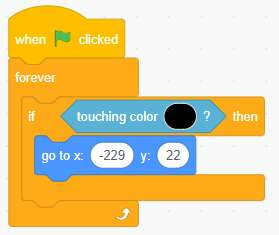 when clicked
forever
if touching color ? then
go to x: -229 y: 22